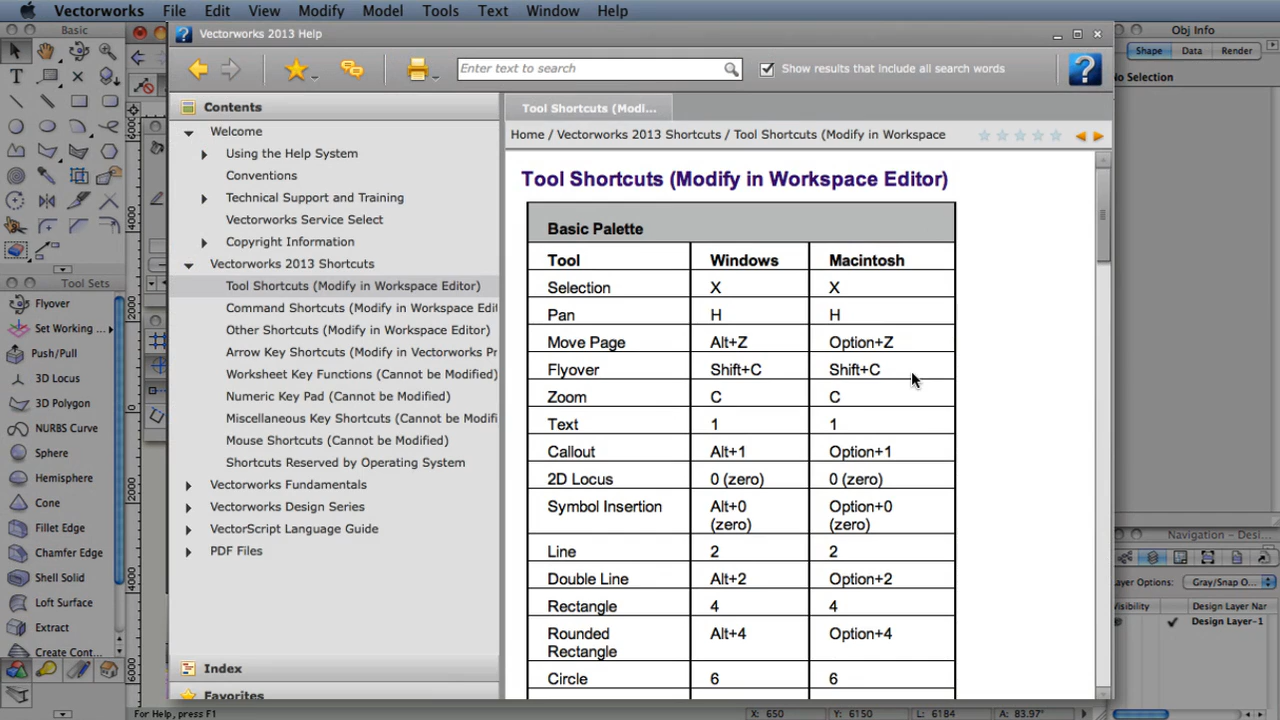 Vectorworks File Edit View Modify Model Tools Text Window Help
Basic
Vectorworks 2013 Help
Obj Info
Shape Data Render
No Selection
Enter text to search
Show results that include all search words
Contents
Welcome
Using the Help System
Conventions
Technical Support and Training
Vectorworks Service Select
Copyright Information
Vectorworks 2013 Shortcuts
Tool Shortcuts (Modify in Workspace Editor)
Command Shortcuts (Modify in Workspace Edi
Other Shortcuts (Modify in Workspace Editor)
Arrow Key Shortcuts (Modify in Vectorworks Pr
Worksheet Key Functions (Cannot be Modified)
Numeric Key Pad (Cannot be Modified)
Miscellaneous Key Shortcuts (Cannot be Modif
Mouse Shortcuts (Cannot be Modified)
Shortcuts Reserved by Operating System
Vectorworks Fundamentals
Vectorworks Design Series
VectorScript Language Guide
PDF Files
Index
Favorites
Tool Shortcuts (Modi...
Home / Vectorworks 2013 Shortcuts / Tool Shortcuts (Modify in Workspace
Tool Shortcuts (Modify in Workspace Editor)
Basic Palette
Tool Windows Macintosh
Selection X X
Pan H H
Move Page Alt+Z Option+Z
Flyover Shift+C Shift+C
Zoom C C
Text 1 1
Callout Alt+1 Option+1
2D Locus 0 (zero) 0 (zero)
Symbol Insertion Alt+0 (zero) Option+0 (zero)
Line 2 2
Double Line Alt+2 Option+2
Rectangle 4 4
Rounded Rectangle Alt+4 Option+4
Circle 6 6
Tool Sets
Flyover
Set Working ...
Push/Pull
3D Locus
3D Polygon
NURBS Curve
Sphere
Hemisphere
Cone
Fillet Edge
Chamfer Edge
Shell Solid
Loft Surface
Extract
Create Cont...
Navigation - Desi...
ayer Options: Gray/Snap O...
isibility Design Layer Nar
Design Layer-1
For Help, press F1
X: 650 Y: 6150 L: 6184 A: 83.97°